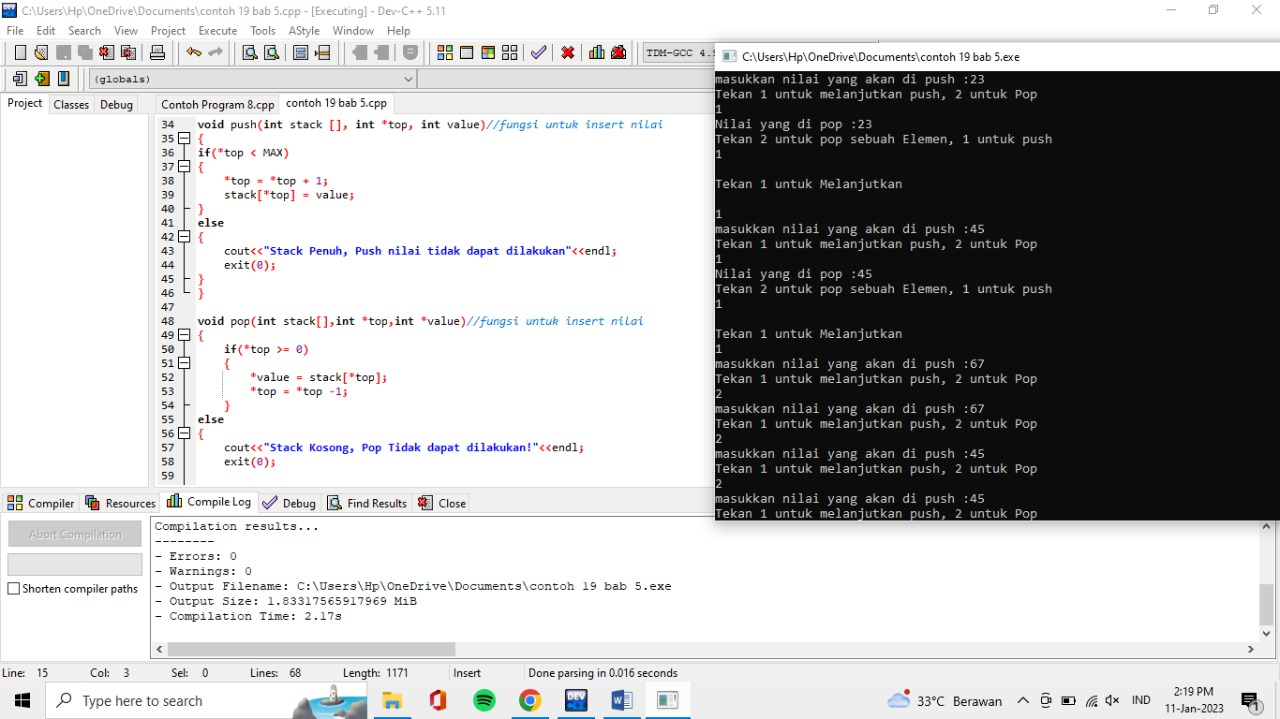 C:\Users\Hp\OneDrive\Documents\contoh 19 bab 5.cpp - [Executing] - Dev-C++ 5.11
File Edit Search View Project Execute Tools AStyle Window Help
TDM-GCC 4.
(globals)
Project Classes Debug
Contoh Program 8.cpp contoh 19 bab 5.cpp
34 void push(int stack [], int *top, int value)//fungsi untuk insert nilai
35 {
36 if(*top < MAX)
37 {
38 *top = *top + 1;
39 stack[*top] = value;
40 }
41 else
42 {
43 cout<<"Stack Penuh, Push nilai tidak dapat dilakukan"<<endl;
44 exit(0);
45 }
46 }
47
48 void pop(int stack[],int *top,int *value)//fungsi untuk insert nilai
49 {
50 if(*top >= 0)
51 {
52 *value = stack[*top];
53 *top = *top -1;
54 }
55 else
56 {
57 cout<<"Stack Kosong, Pop Tidak dapat dilakukan!"<<endl;
58 exit(0);
59
C:\Users\Hp\OneDrive\Documents\contoh 19 bab 5.exe
masukkan nilai yang akan di push :23
Tekan 1 untuk melanjutkan push, 2 untuk Pop
1
Nilai yang di pop :23
Tekan 2 untuk pop sebuah Elemen, 1 untuk push
1
Tekan 1 untuk Melanjutkan
1
masukkan nilai yang akan di push :45
Tekan 1 untuk melanjutkan push, 2 untuk Pop
1
Nilai yang di pop :45
Tekan 2 untuk pop sebuah Elemen, 1 untuk push
1
Tekan 1 untuk Melanjutkan
1
masukkan nilai yang akan di push :67
Tekan 1 untuk melanjutkan push, 2 untuk Pop
2
masukkan nilai yang akan di push :67
Tekan 1 untuk melanjutkan push, 2 untuk Pop
2
masukkan nilai yang akan di push :45
Tekan 1 untuk melanjutkan push, 2 untuk Pop
2
masukkan nilai yang akan di push :45
Tekan 1 untuk melanjutkan push, 2 untuk Pop
Compiler Resources Compile Log Debug Find Results Close
Abort Compilation
Shorten compiler paths
Compilation results...
--------
- Errors: 0
- Warnings: 0
- Output Filename: C:\Users\Hp\OneDrive\Documents\contoh 19 bab 5.exe
- Output Size: 1.83317565917969 MiB
- Compilation Time: 2.17s
Line: 15 Col: 3 Sel: 0 Lines: 68 Length: 1171 Insert Done parsing in 0.016 seconds
Type here to search
DEV
W
33°C Berawan
IND
2:19 PM
11-Jan-2023
1